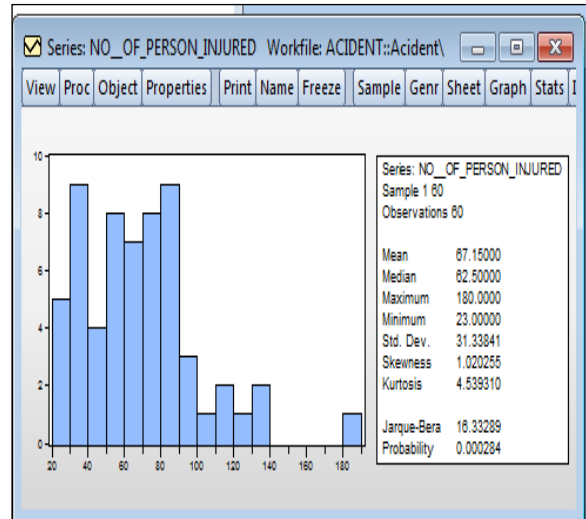 Series: NO__OF_PERSON_INJURED Workfile: ACIDENT::Acident\
View Proc Object Properties Print Name Freeze Sample Genr Sheet Graph Stats I
10
8
6
4
2
0
20 40 60 80 100 120 140 160 180
Series: NO__OF_PERSON_INJURED
Sample 1 60
Observations 60
Mean 67.15000
Median 62.50000
Maximum 180.0000
Minimum 23.00000
Std. Dev. 31.33841
Skewness 1.020255
Kurtosis 4.539310
Jarque-Bera 16.33289
Probability 0.000284